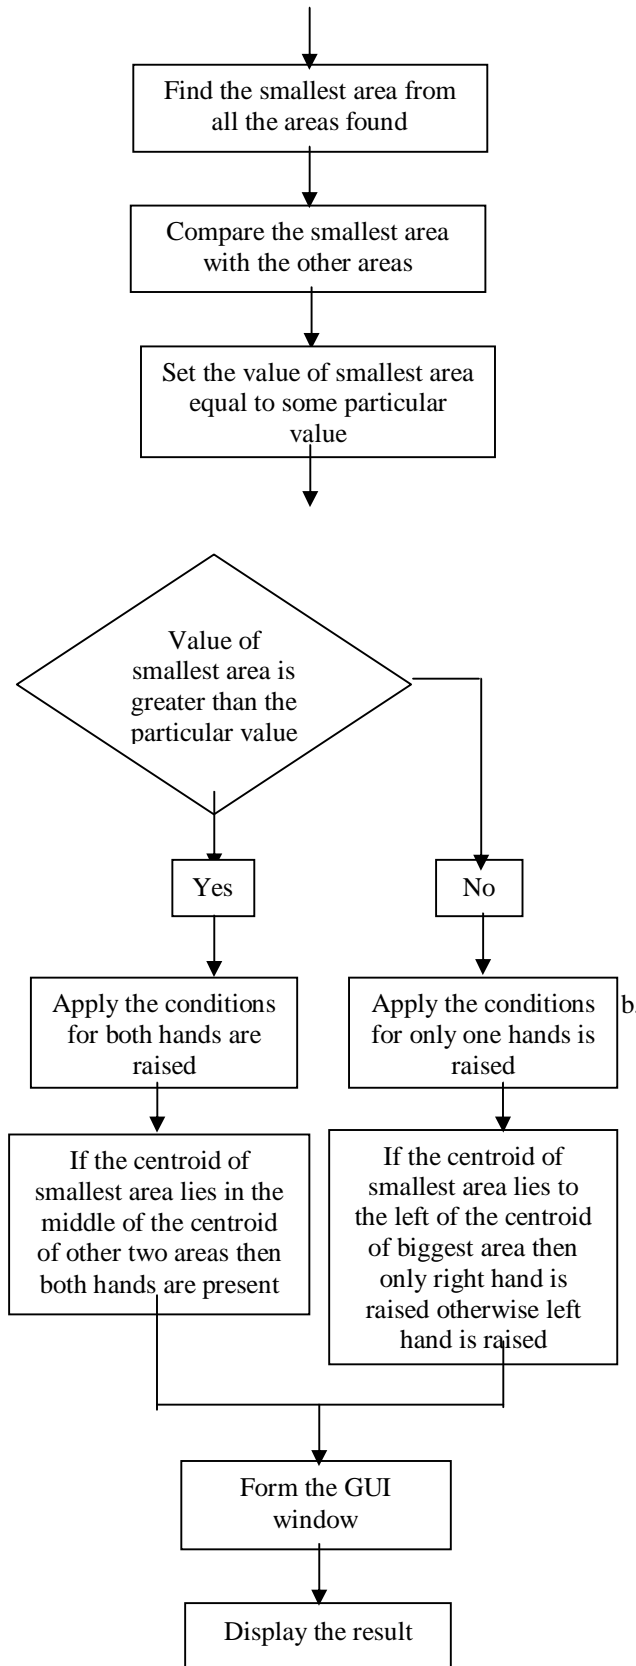 Find the smallest area from
all the areas found
Compare the smallest area
with the other areas
Set the value of smallest area
equal to some particular
value
Value of
smallest area is
greater than the
particular value
Yes
No
Apply the conditions
for both hands are
raised
Apply the conditions
for only one hands is
raised
b.
If the centroid of
smallest area lies in the
middle of the centroid
of other two areas then
both hands are present
If the centroid of
smallest area lies to
the left of the centroid
of biggest area then
only right hand is
raised otherwise left
hand is raised
Form the GUI
window
Display the result